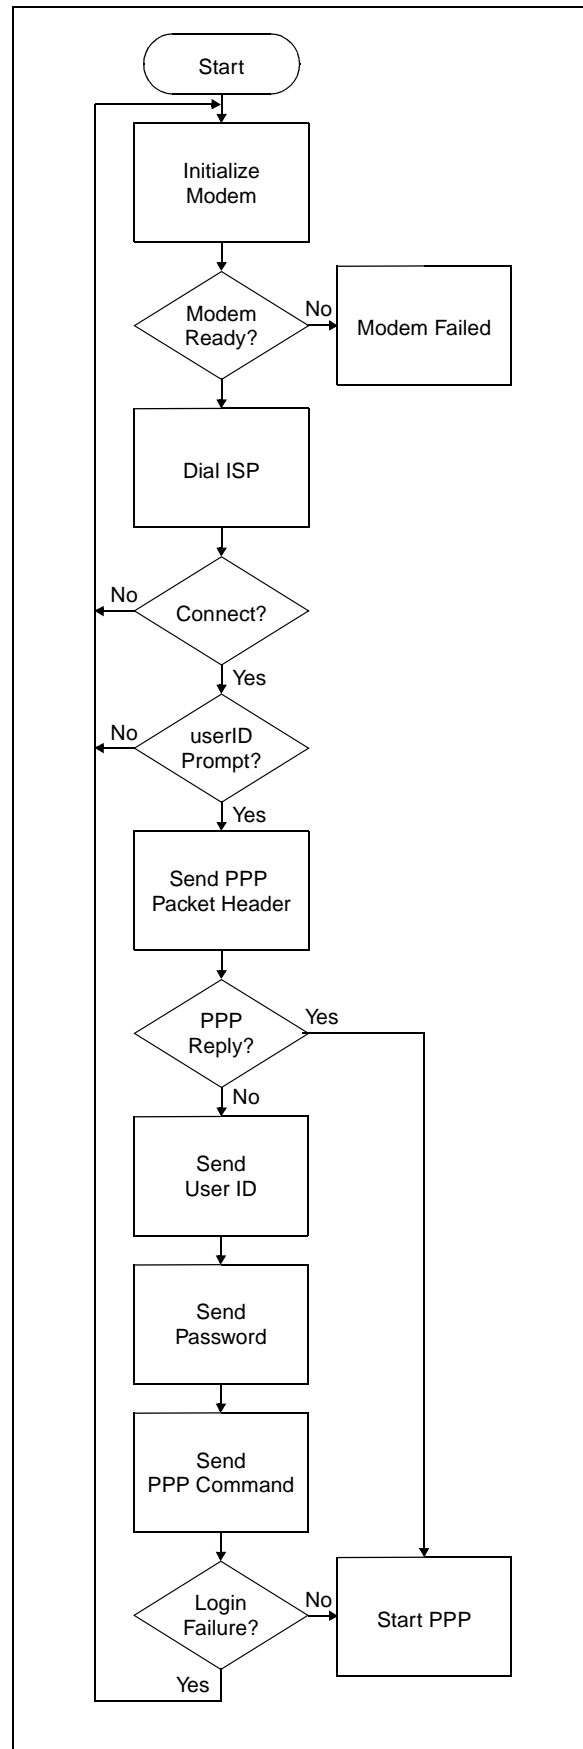 Start
Initialize
Modem
Modem
Ready?
No
Modem Failed
Dial ISP
No
Connect?
Yes
No
userID
Prompt?
Yes
Send PPP
Packet Header
PPP
Reply?
Yes
No
Send
User ID
Send
Password
Send
PPP Command
Login
Failure?
No
Start PPP
Yes